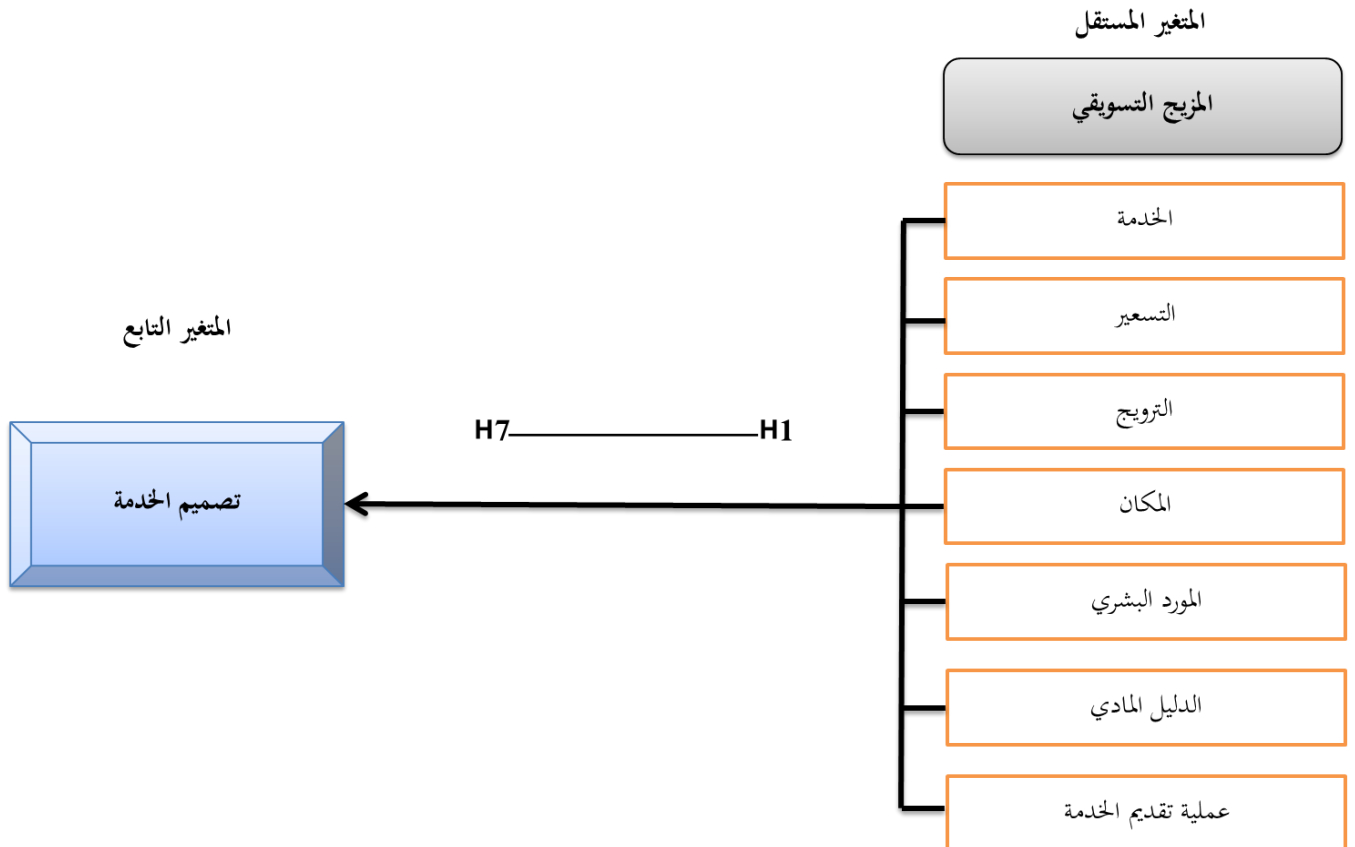 المتغير المستقل
المزيج التسويقي
الخدمة
التسعير
المتغير التابع
الترويج
H7 H1
تصميم الخدمة
المكان
المورد البشري
الدليل المادي
عملية تقديم الخدمة